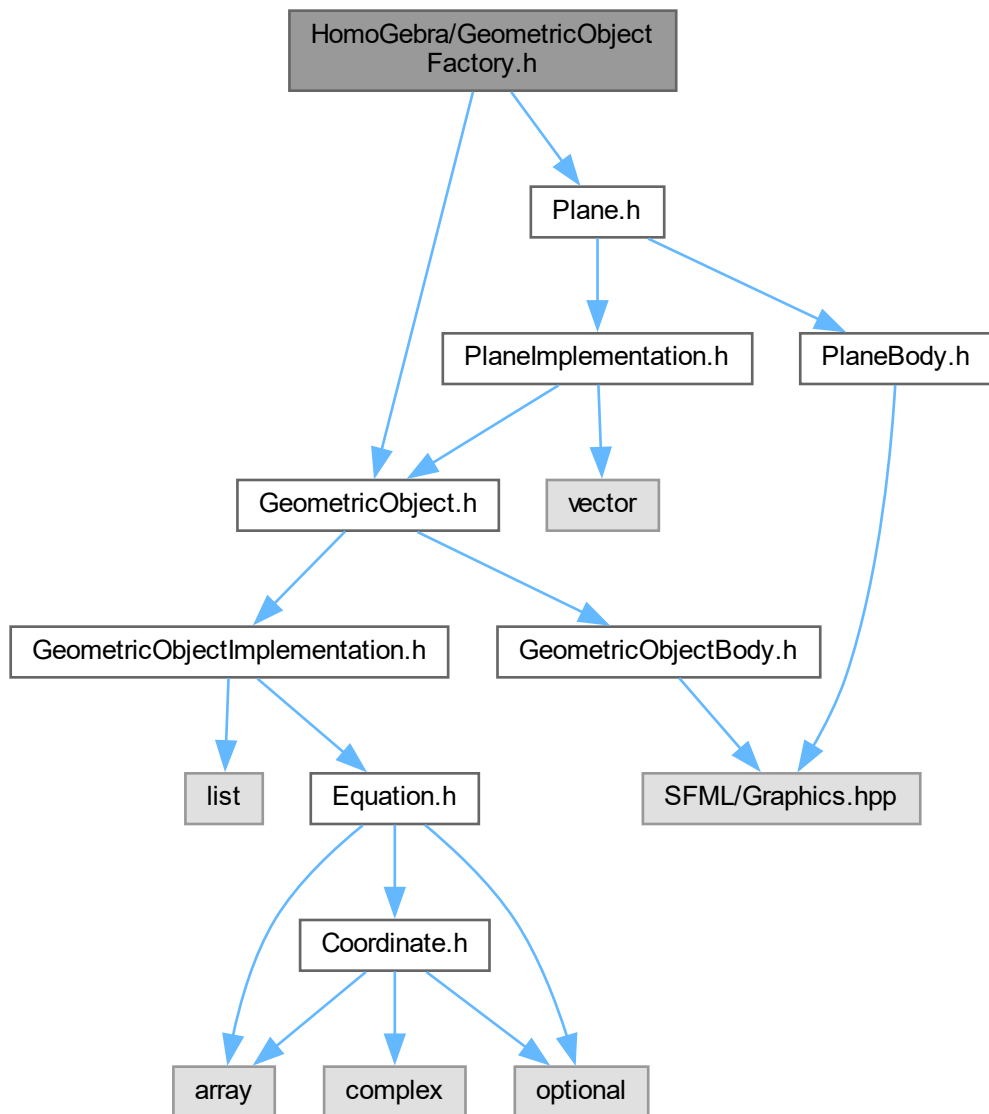 HomoGebra/GeometricObject
Factory.h
Plane.h
PlaneImplementation.h
PlaneBody.h
GeometricObject.h
vector
GeometricObjectImplementation.h
GeometricObjectBody.h
list
Equation.h
SFML/Graphics.hpp
Coordinate.h
array
complex
optional